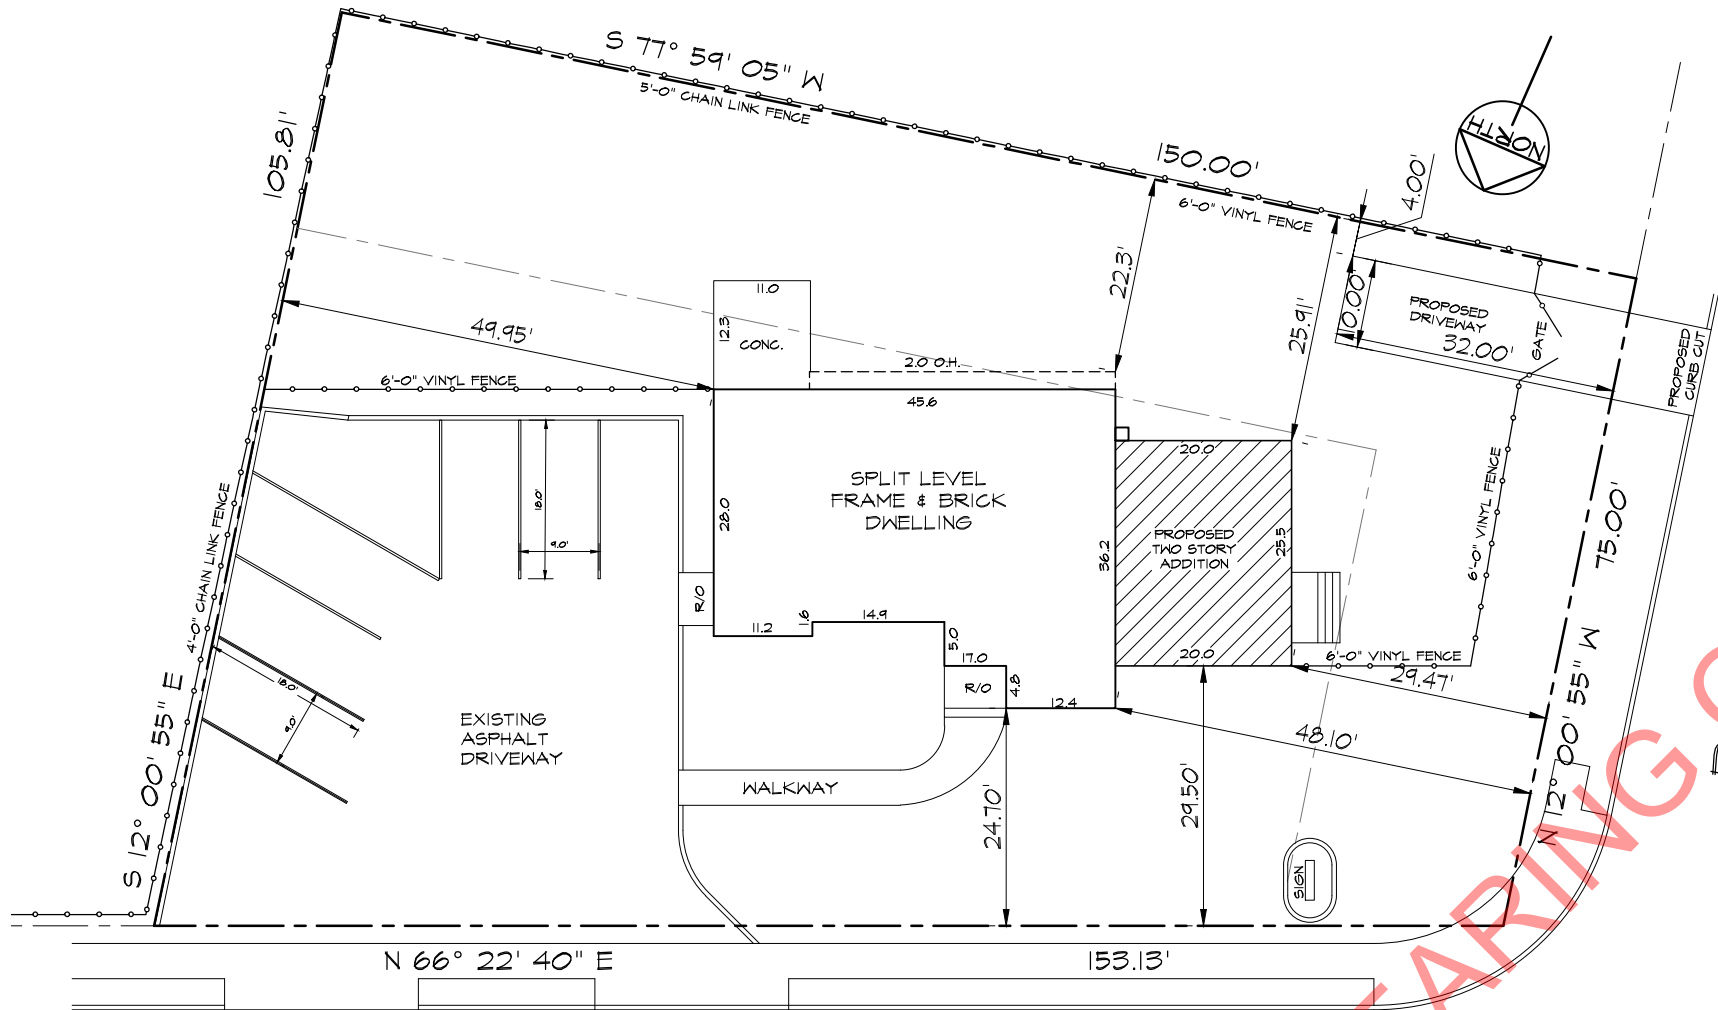 S 77° 59' 05" W
5'-0" CHAIN LINK FENCE
150.00'
6'-0" VINYL FENCE
NORTH
4.00'
105.81'
22.3'
25.91'
10.00'
PROPOSED
DRIVEWAY
32.00'
GATE
PROPOSED
CURB CUT
49.95'
11.0
12.3
CONC.
2.0 O.H.
6'-0" VINYL FENCE
45.6
20.0
SPLIT LEVEL
FRAME & BRICK
DWELLING
28.0
36.2
PROPOSED
TWO STORY
ADDITION
25.5
6'-0" VINYL FENCE
75.00'
4'-0" CHAIN LINK FENCE
18.0'
9.0'
R/O
11.2
1.6
14.9
5.0
17.0
R/O
4.8
12.4
20.0
6'-0" VINYL FENCE
29.47'
48.10'
18.0'
9.0'
EXISTING
ASPHALT
DRIVEWAY
WALKWAY
24.70'
29.50'
SIGN
S 12° 00' 55" E
N 12° 00' 55" W
N 66° 22' 40" E
153.13'